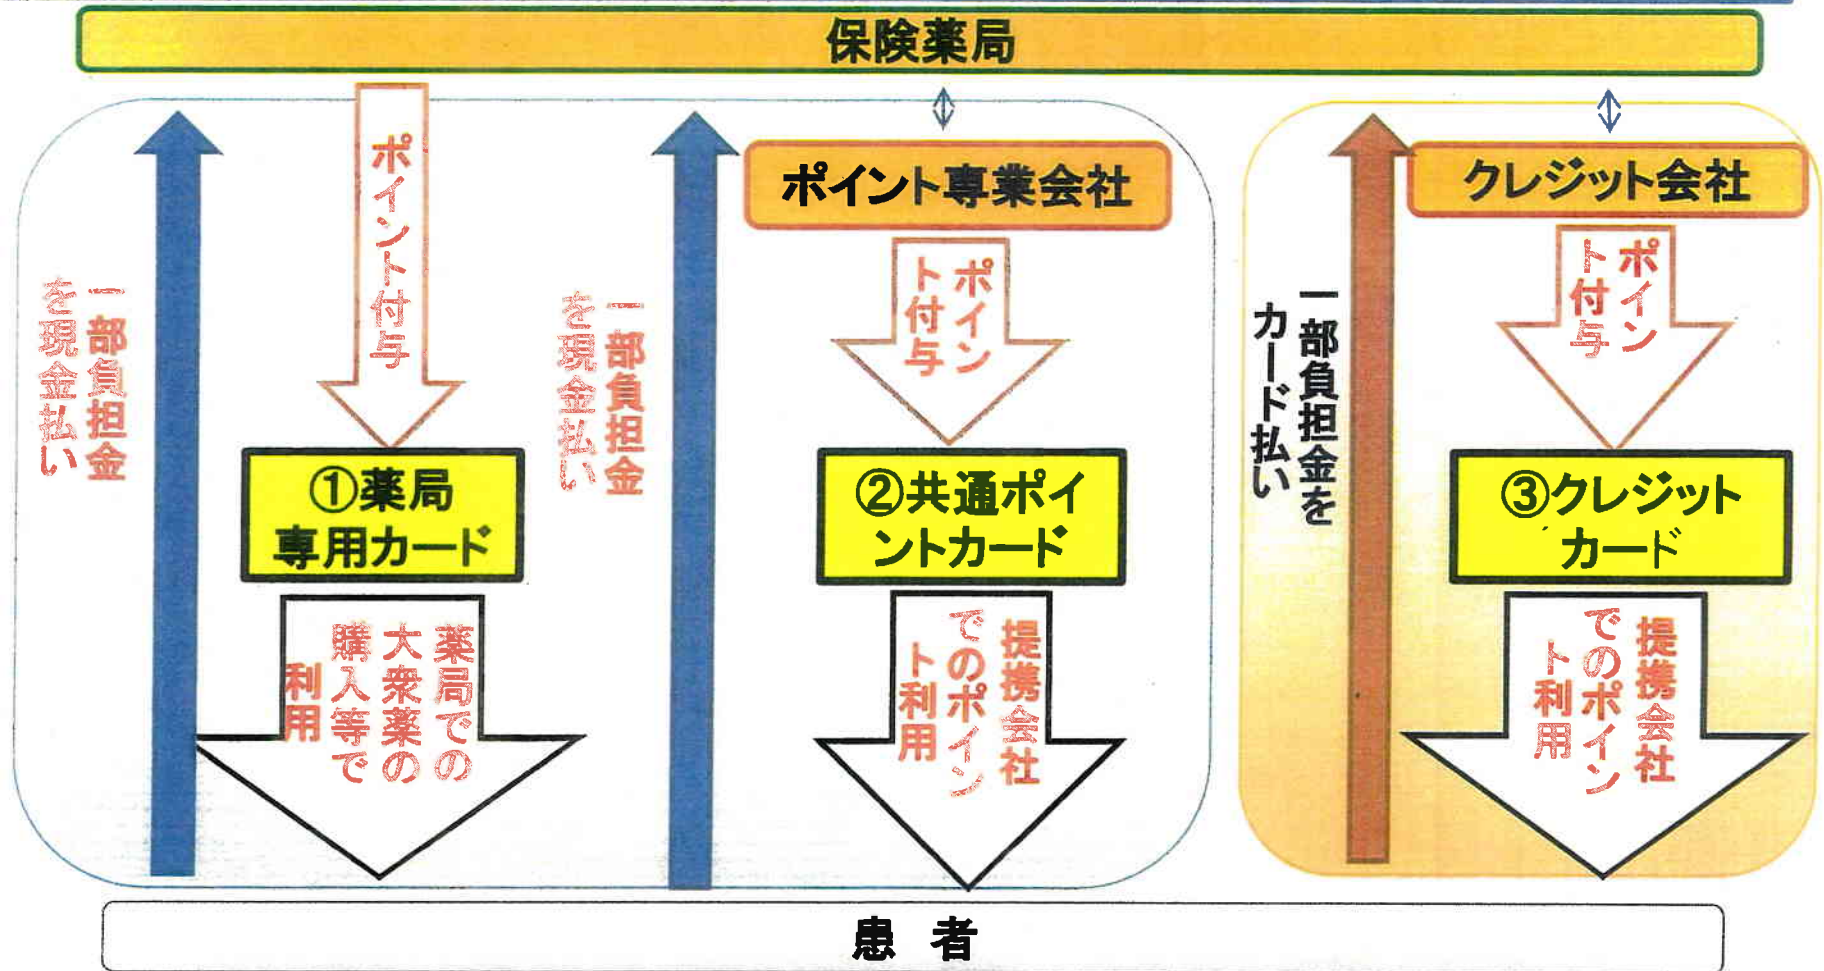 保険薬局
一部負担金
を現金払い
ポイント付与
①薬局
専用カード
薬局での
大衆薬の
購入等で
利用
一部負担金
を現金払い
ポイント専業会社
ポイン
ト付与
②共通ポイ
ントカード
提携会社
でのポイン
ト利用
一部負担金を
カード払い
クレジット会社
ポイン
ト付与
③クレジット
カード
提携会社
でのポイン
ト利用
患者